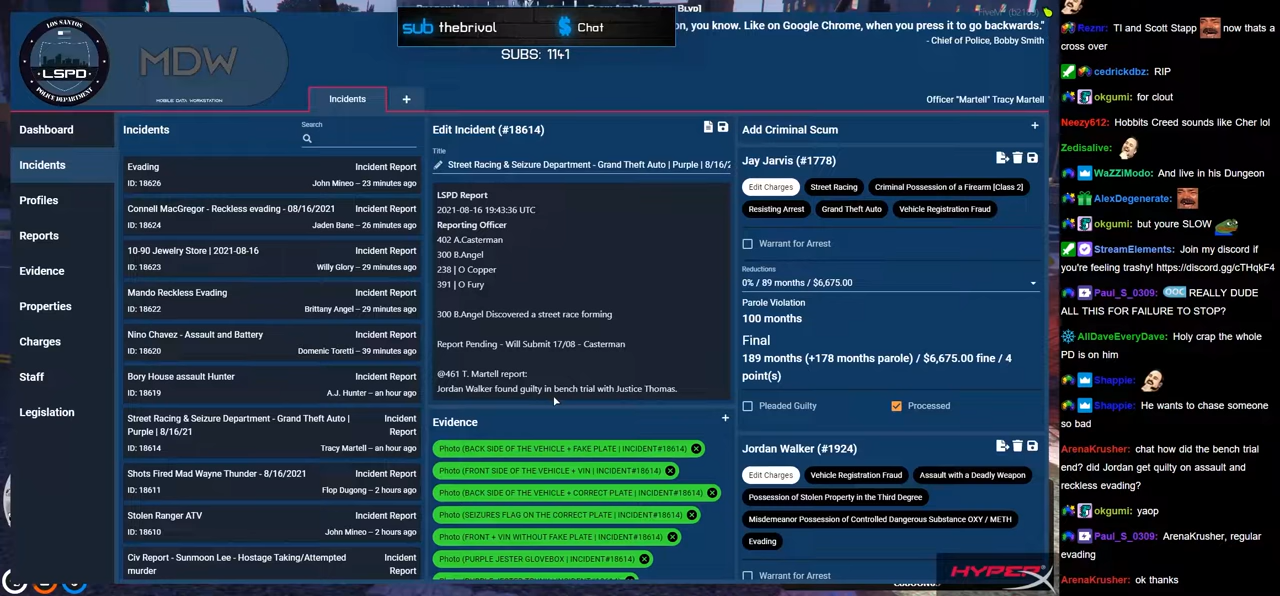 LOS SANTOS
LSPD
POLICE DEPARTMENT
MDW
MOBILE DATA WORKSTATION
sub thebrivol
Chat
SUBS: 1141
Blvd]
on, you know. Like on Google Chrome, when you press it to go backwards."
- Chief of Police, Bobby Smith
Officer "Martell" Tracy Martell
Incidents
+
Dashboard
Incidents
Profiles
Reports
Evidence
Properties
Charges
Staff
Legislation
Incidents
Search
Evading
Incident Report
ID: 18626
John Mineo – 23 minutes ago
Connell MacGregor - Reckless evading - 08/16/2021
Incident Report
ID: 18624
Jaden Bane – 26 minutes ago
10-90 Jewelry Store | 2021-08-16
Incident Report
ID: 18623
Willy Glory – 29 minutes ago
Mando Reckless Evading
Incident Report
ID: 18622
Brittany Angel – 29 minutes ago
Nino Chavez - Assault and Battery
Incident Report
ID: 18620
Domenic Toretti – 39 minutes ago
Bory House assault Hunter
Incident Report
ID: 18619
A.J. Hunter – an hour ago
Street Racing & Seizure Department - Grand Theft Auto |
Purple | 8/16/21
Incident
Report
ID: 18614
Tracy Martell – an hour ago
Shots Fired Mad Wayne Thunder - 8/16/2021
Incident Report
ID: 18611
Flop Dugong – 2 hours ago
Stolen Ranger ATV
Incident Report
ID: 18610
John Mineo – 2 hours ago
Civ Report - Sunmoon Lee - Hostage Taking/Attempted
murder
Incident
Report
Edit Incident (#18614)
Title
Street Racing & Seizure Department - Grand Theft Auto | Purple | 8/16/2
LSPD Report
2021-08-16 19:43:36 UTC
Reporting Officer
402 A.Casterman
300 B.Angel
238 | O Copper
391 | O Fury
300 B.Angel Discovered a street race forming
Report Pending - Will Submit 17/08 - Casterman
@461 T. Martell report:
Jordan Walker found guilty in bench trial with Justice Thomas.
Evidence
+
Photo (BACK SIDE OF THE VEHICLE + FAKE PLATE | INCIDENT#18614)
Photo (FRONT SIDE OF THE VEHICLE + VIN | INCIDENT#18614)
Photo (BACK SIDE OF THE VEHICLE + CORRECT PLATE | INCIDENT#18614)
Photo (SEIZURES FLAG ON THE CORRECT PLATE | INCIDENT#18614)
Photo (FRONT + VIN WITHOUT FAKE PLATE | INCIDENT#18614)
Photo (PURPLE JESTER GLOVEBOX | INCIDENT#18614)
Add Criminal Scum
+
Jay Jarvis (#1778)
Edit Charges
Street Racing
Criminal Possession of a Firearm [Class 2]
Resisting Arrest
Grand Theft Auto
Vehicle Registration Fraud
Warrant for Arrest
Reductions
0% / 89 months / $6,675.00
Parole Violation
100 months
Final
189 months (+178 months parole) / $6,675.00 fine / 4
point(s)
Pleaded Guilty
Processed
Jordan Walker (#1924)
Edit Charges
Vehicle Registration Fraud
Assault with a Deadly Weapon
Possession of Stolen Property in the Third Degree
Misdemeanor Possession of Controlled Dangerous Substance OXY / METH
Evading
Warrant for Arrest
HYPERX
Reznr: TI and Scott Stapp now thats a
cross over
cedrickdbz: RIP
okgumi: for clout
Neezy612: Hobbits Creed sounds like Cher lol
Zedisalive:
WaZZiModo: And live in his Dungeon
AlexDegenerate:
okgumi: but youre SLOW
StreamElements: Join my discord if
you're feeling trashy! https://discord.gg/cTHqkF4
Paul_S_0309: OOC REALLY DUDE
ALL THIS FOR FAILURE TO STOP?
AllDaveEveryDave: Holy crap the whole
PD is on him
Shappie:
Shappie: He wants to chase someone
so bad
ArenaKrusher: chat how did the bench trial
end? did Jordan get quilty on assault and
reckless evading?
okgumi: yaop
Paul_S_0309: ArenaKrusher, regular
evading
ArenaKrusher: ok thanks